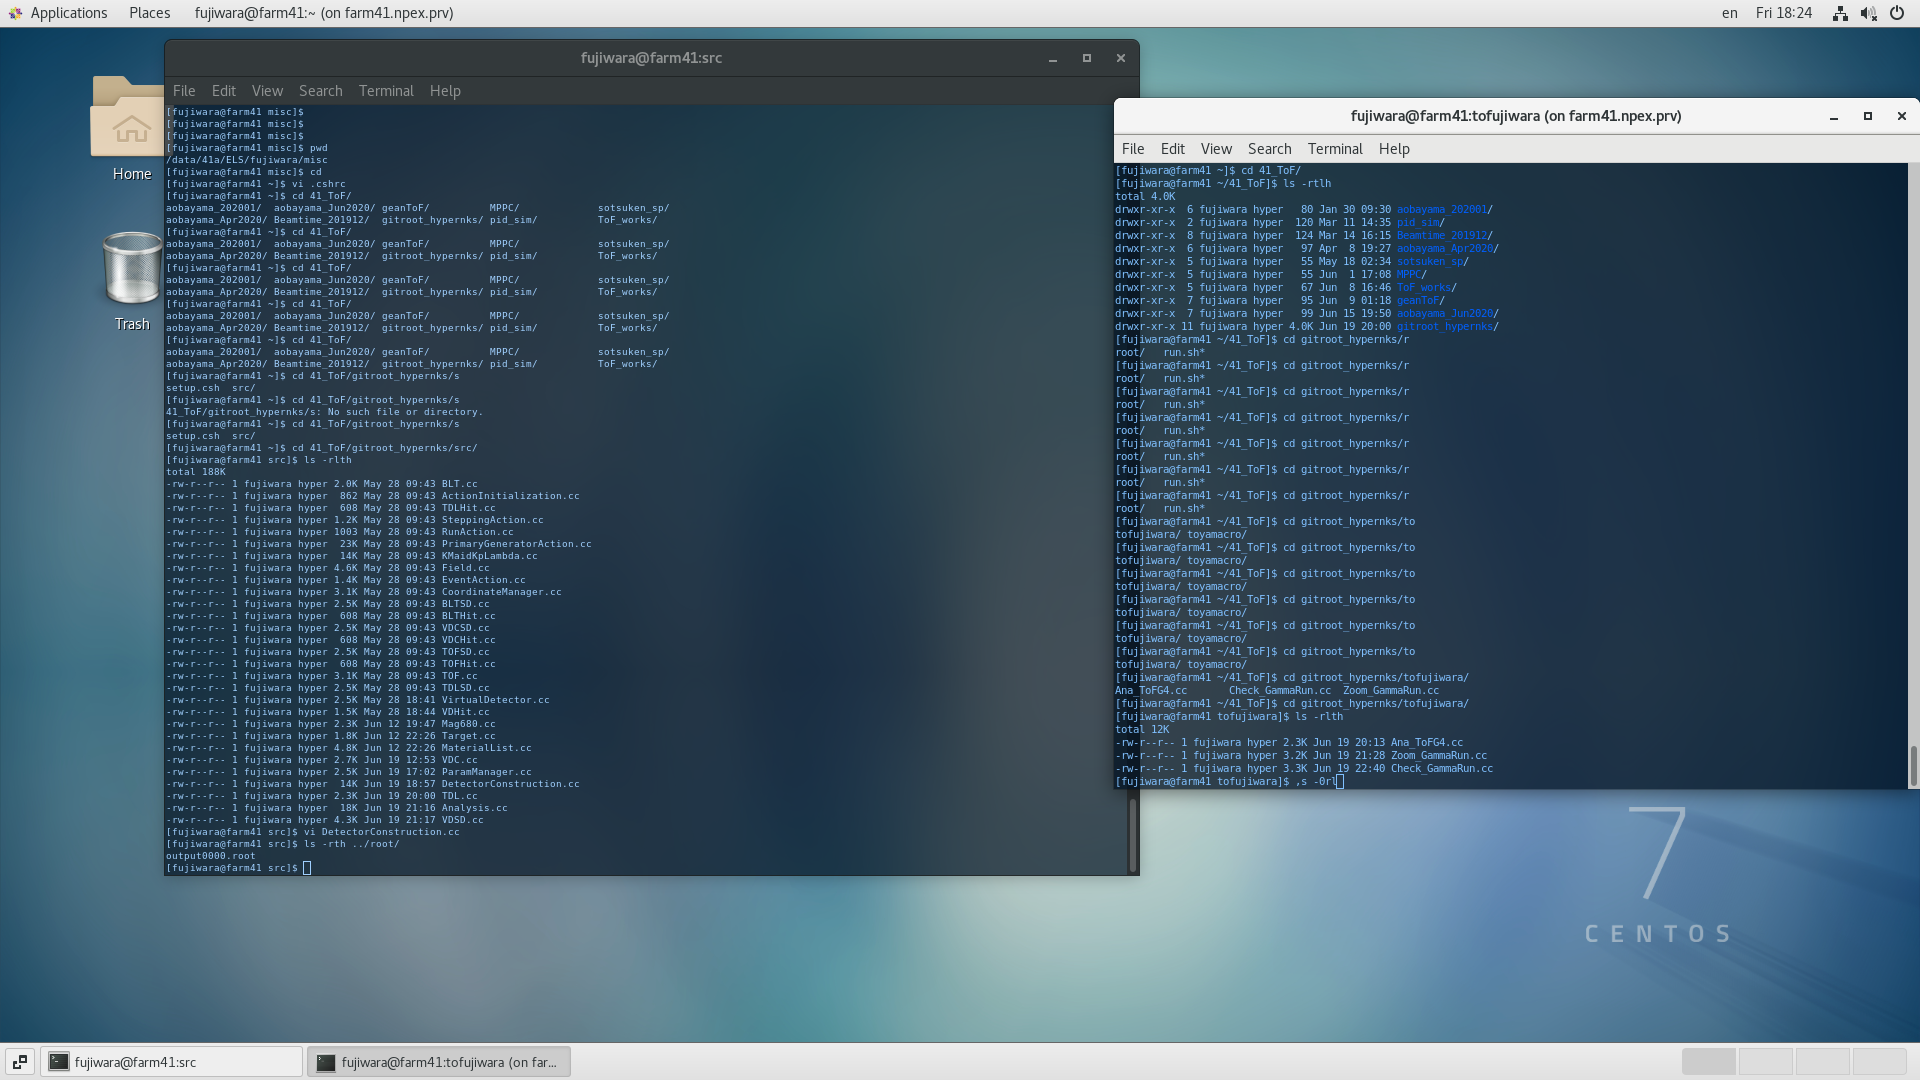 Applications Places fujiwara@farm41:~ (on farm41.npex.prv) en Fri 18:24
Home
Trash
fujiwara@farm41:src
File Edit View Search Terminal Help
[fujiwara@farm41 misc]$
[fujiwara@farm41 misc]$
[fujiwara@farm41 misc]$
[fujiwara@farm41 misc]$ pwd
/data/41a/ELS/fujiwara/misc
[fujiwara@farm41 misc]$ cd
[fujiwara@farm41 ~]$ vi .cshrc
[fujiwara@farm41 ~]$ cd 41_ToF/
aobayama_202001/ aobayama_Jun2020/ geanToF/ MPPC/ sotsuken_sp/
aobayama_Apr2020/ Beamtime_201912/ gitroot_hypernks/ pid_sim/ ToF_works/
[fujiwara@farm41 ~]$ cd 41_ToF/
aobayama_202001/ aobayama_Jun2020/ geanToF/ MPPC/ sotsuken_sp/
aobayama_Apr2020/ Beamtime_201912/ gitroot_hypernks/ pid_sim/ ToF_works/
[fujiwara@farm41 ~]$ cd 41_ToF/
aobayama_202001/ aobayama_Jun2020/ geanToF/ MPPC/ sotsuken_sp/
aobayama_Apr2020/ Beamtime_201912/ gitroot_hypernks/ pid_sim/ ToF_works/
[fujiwara@farm41 ~]$ cd 41_ToF/
aobayama_202001/ aobayama_Jun2020/ geanToF/ MPPC/ sotsuken_sp/
aobayama_Apr2020/ Beamtime_201912/ gitroot_hypernks/ pid_sim/ ToF_works/
[fujiwara@farm41 ~]$ cd 41_ToF/
aobayama_202001/ aobayama_Jun2020/ geanToF/ MPPC/ sotsuken_sp/
aobayama_Apr2020/ Beamtime_201912/ gitroot_hypernks/ pid_sim/ ToF_works/
[fujiwara@farm41 ~]$ cd 41_ToF/gitroot_hypernks/s
setup.csh src/
[fujiwara@farm41 ~]$ cd 41_ToF/gitroot_hypernks/s
41_ToF/gitroot_hypernks/s: No such file or directory.
[fujiwara@farm41 ~]$ cd 41_ToF/gitroot_hypernks/s
setup.csh src/
[fujiwara@farm41 ~]$ cd 41_ToF/gitroot_hypernks/src/
[fujiwara@farm41 src]$ ls -rlth
total 188K
-rw-r--r-- 1 fujiwara hyper 2.0K May 28 09:43 BLT.cc
-rw-r--r-- 1 fujiwara hyper 862 May 28 09:43 ActionInitialization.cc
-rw-r--r-- 1 fujiwara hyper 608 May 28 09:43 TDLHit.cc
-rw-r--r-- 1 fujiwara hyper 1.2K May 28 09:43 SteppingAction.cc
-rw-r--r-- 1 fujiwara hyper 1003 May 28 09:43 RunAction.cc
-rw-r--r-- 1 fujiwara hyper 23K May 28 09:43 PrimaryGeneratorAction.cc
-rw-r--r-- 1 fujiwara hyper 14K May 28 09:43 KMaidKpLambda.cc
-rw-r--r-- 1 fujiwara hyper 4.6K May 28 09:43 Field.cc
-rw-r--r-- 1 fujiwara hyper 1.4K May 28 09:43 EventAction.cc
-rw-r--r-- 1 fujiwara hyper 3.1K May 28 09:43 CoordinateManager.cc
-rw-r--r-- 1 fujiwara hyper 2.5K May 28 09:43 BLTSD.cc
-rw-r--r-- 1 fujiwara hyper 608 May 28 09:43 BLTHit.cc
-rw-r--r-- 1 fujiwara hyper 2.5K May 28 09:43 VDCSD.cc
-rw-r--r-- 1 fujiwara hyper 608 May 28 09:43 VDCHit.cc
-rw-r--r-- 1 fujiwara hyper 2.5K May 28 09:43 TOFSD.cc
-rw-r--r-- 1 fujiwara hyper 608 May 28 09:43 TOFHit.cc
-rw-r--r-- 1 fujiwara hyper 3.1K May 28 09:43 TOF.cc
-rw-r--r-- 1 fujiwara hyper 2.5K May 28 09:43 TDLSD.cc
-rw-r--r-- 1 fujiwara hyper 2.5K May 28 18:41 VirtualDetector.cc
-rw-r--r-- 1 fujiwara hyper 1.5K May 28 18:44 VDHit.cc
-rw-r--r-- 1 fujiwara hyper 2.3K Jun 12 19:47 Mag680.cc
-rw-r--r-- 1 fujiwara hyper 1.8K Jun 12 22:26 Target.cc
-rw-r--r-- 1 fujiwara hyper 4.8K Jun 12 22:26 MaterialList.cc
-rw-r--r-- 1 fujiwara hyper 2.7K Jun 19 12:53 VDC.cc
-rw-r--r-- 1 fujiwara hyper 2.5K Jun 19 17:02 ParamManager.cc
-rw-r--r-- 1 fujiwara hyper 14K Jun 19 18:57 DetectorConstruction.cc
-rw-r--r-- 1 fujiwara hyper 2.3K Jun 19 20:00 TDL.cc
-rw-r--r-- 1 fujiwara hyper 18K Jun 19 21:16 Analysis.cc
-rw-r--r-- 1 fujiwara hyper 4.3K Jun 19 21:17 VDSD.cc
[fujiwara@farm41 src]$ vi DetectorConstruction.cc
[fujiwara@farm41 src]$ ls -rth ../root/
output0000.root
[fujiwara@farm41 src]$
fujiwara@farm41:tofujiwara (on farm41.npex.prv)
File Edit View Search Terminal Help
[fujiwara@farm41 ~]$ cd 41_ToF/
[fujiwara@farm41 ~/41_ToF]$ ls -rtlh
total 4.0K
drwxr-xr-x 6 fujiwara hyper 80 Jan 30 09:30 aobayama_202001/
drwxr-xr-x 2 fujiwara hyper 120 Mar 11 14:35 pid_sim/
drwxr-xr-x 8 fujiwara hyper 124 Mar 14 16:15 Beamtime_201912/
drwxr-xr-x 6 fujiwara hyper 97 Apr 8 19:27 aobayama_Apr2020/
drwxr-xr-x 5 fujiwara hyper 55 May 18 02:34 sotsuken_sp/
drwxr-xr-x 5 fujiwara hyper 55 Jun 1 17:08 MPPC/
drwxr-xr-x 5 fujiwara hyper 67 Jun 8 16:46 ToF_works/
drwxr-xr-x 7 fujiwara hyper 95 Jun 9 01:18 geanToF/
drwxr-xr-x 7 fujiwara hyper 99 Jun 15 19:50 aobayama_Jun2020/
drwxr-xr-x 11 fujiwara hyper 4.0K Jun 19 20:00 gitroot_hypernks/
[fujiwara@farm41 ~/41_ToF]$ cd gitroot_hypernks/r
root/ run.sh*
[fujiwara@farm41 ~/41_ToF]$ cd gitroot_hypernks/r
root/ run.sh*
[fujiwara@farm41 ~/41_ToF]$ cd gitroot_hypernks/r
root/ run.sh*
[fujiwara@farm41 ~/41_ToF]$ cd gitroot_hypernks/r
root/ run.sh*
[fujiwara@farm41 ~/41_ToF]$ cd gitroot_hypernks/r
root/ run.sh*
[fujiwara@farm41 ~/41_ToF]$ cd gitroot_hypernks/r
root/ run.sh*
[fujiwara@farm41 ~/41_ToF]$ cd gitroot_hypernks/r
root/ run.sh*
[fujiwara@farm41 ~/41_ToF]$ cd gitroot_hypernks/to
tofujiwara/ toyamacro/
[fujiwara@farm41 ~/41_ToF]$ cd gitroot_hypernks/to
tofujiwara/ toyamacro/
[fujiwara@farm41 ~/41_ToF]$ cd gitroot_hypernks/to
tofujiwara/ toyamacro/
[fujiwara@farm41 ~/41_ToF]$ cd gitroot_hypernks/to
tofujiwara/ toyamacro/
[fujiwara@farm41 ~/41_ToF]$ cd gitroot_hypernks/to
tofujiwara/ toyamacro/
[fujiwara@farm41 ~/41_ToF]$ cd gitroot_hypernks/to
tofujiwara/ toyamacro/
[fujiwara@farm41 ~/41_ToF]$ cd gitroot_hypernks/tofujiwara/
Ana_ToFG4.cc Check_GammaRun.cc Zoom_GammaRun.cc
[fujiwara@farm41 ~/41_ToF]$ cd gitroot_hypernks/tofujiwara/
[fujiwara@farm41 tofujiwara]$ ls -rlth
total 12K
-rw-r--r-- 1 fujiwara hyper 2.3K Jun 19 20:13 Ana_ToFG4.cc
-rw-r--r-- 1 fujiwara hyper 3.2K Jun 19 21:28 Zoom_GammaRun.cc
-rw-r--r-- 1 fujiwara hyper 3.3K Jun 19 22:40 Check_GammaRun.cc
[fujiwara@farm41 tofujiwara]$ ,s -0rl
7
CENTOS
fujiwara@farm41:src
fujiwara@farm41:tofujiwara (on far...